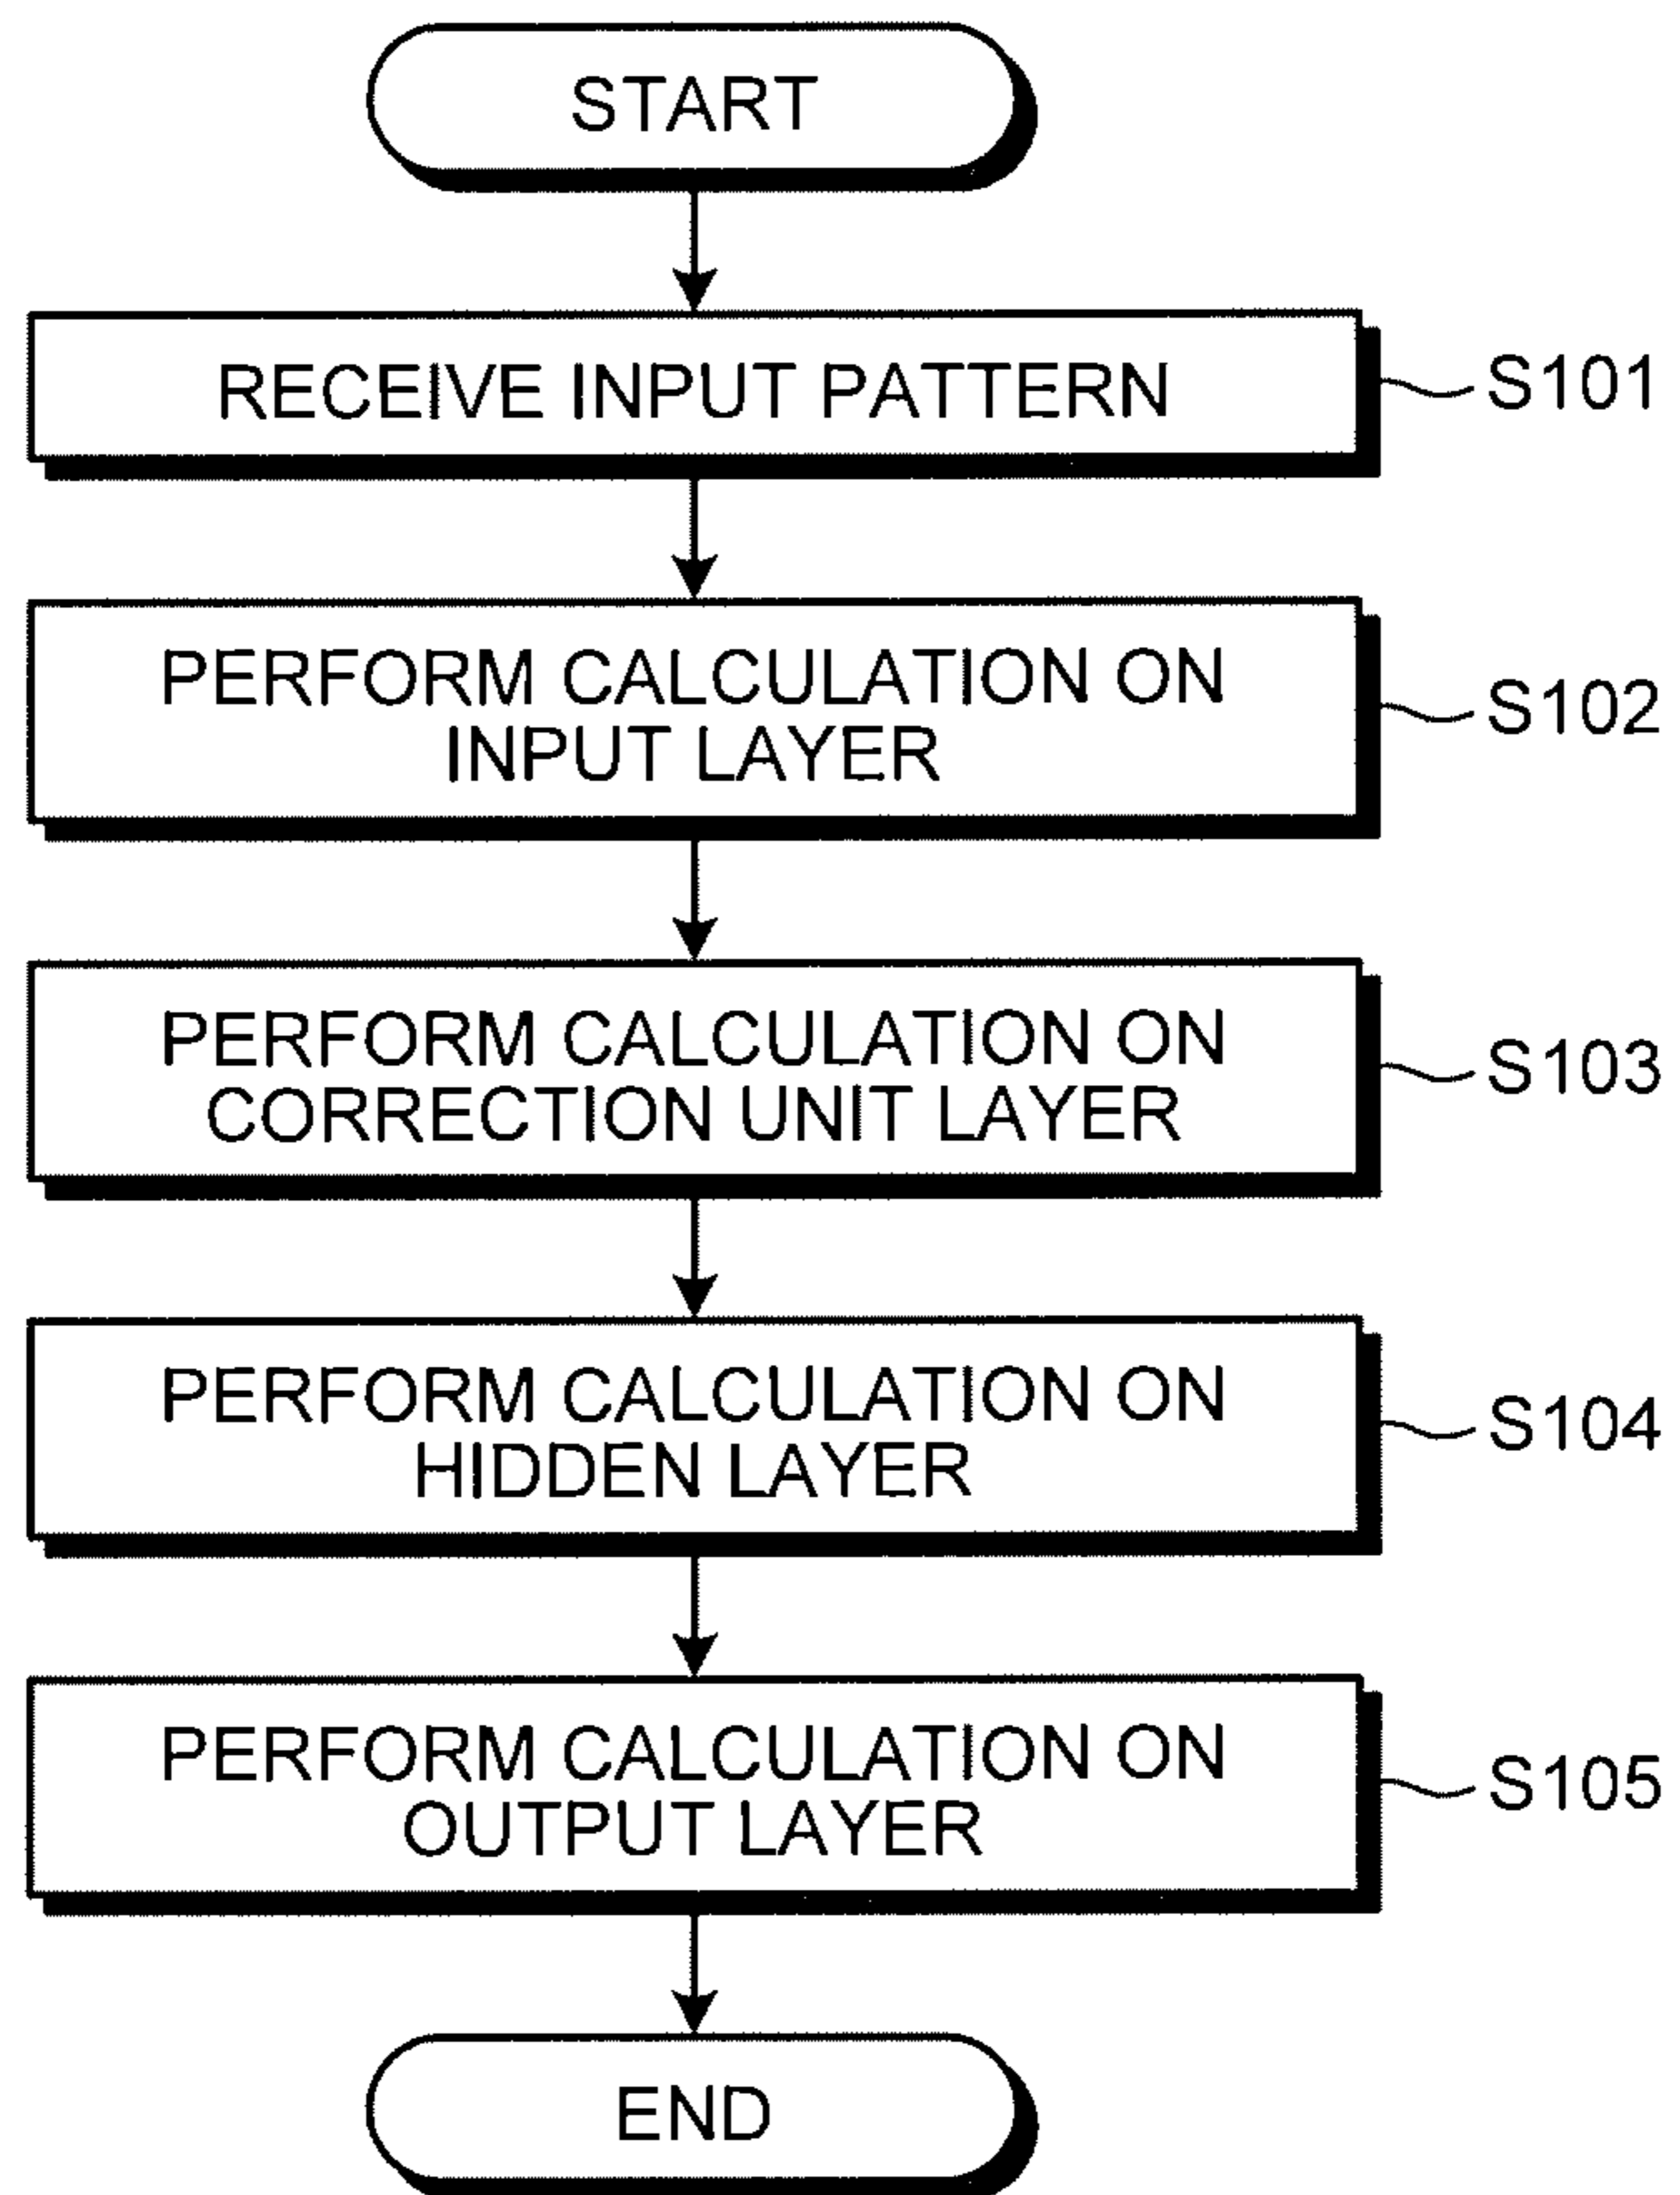 START
RECEIVE INPUT PATTERN
S101
PERFORM CALCULATION ON
INPUT LAYER
S102
PERFORM CALCULATION ON
CORRECTION UNIT LAYER
S103
PERFORM CALCULATION ON
HIDDEN LAYER
S104
PERFORM CALCULATION ON
OUTPUT LAYER
S105
END